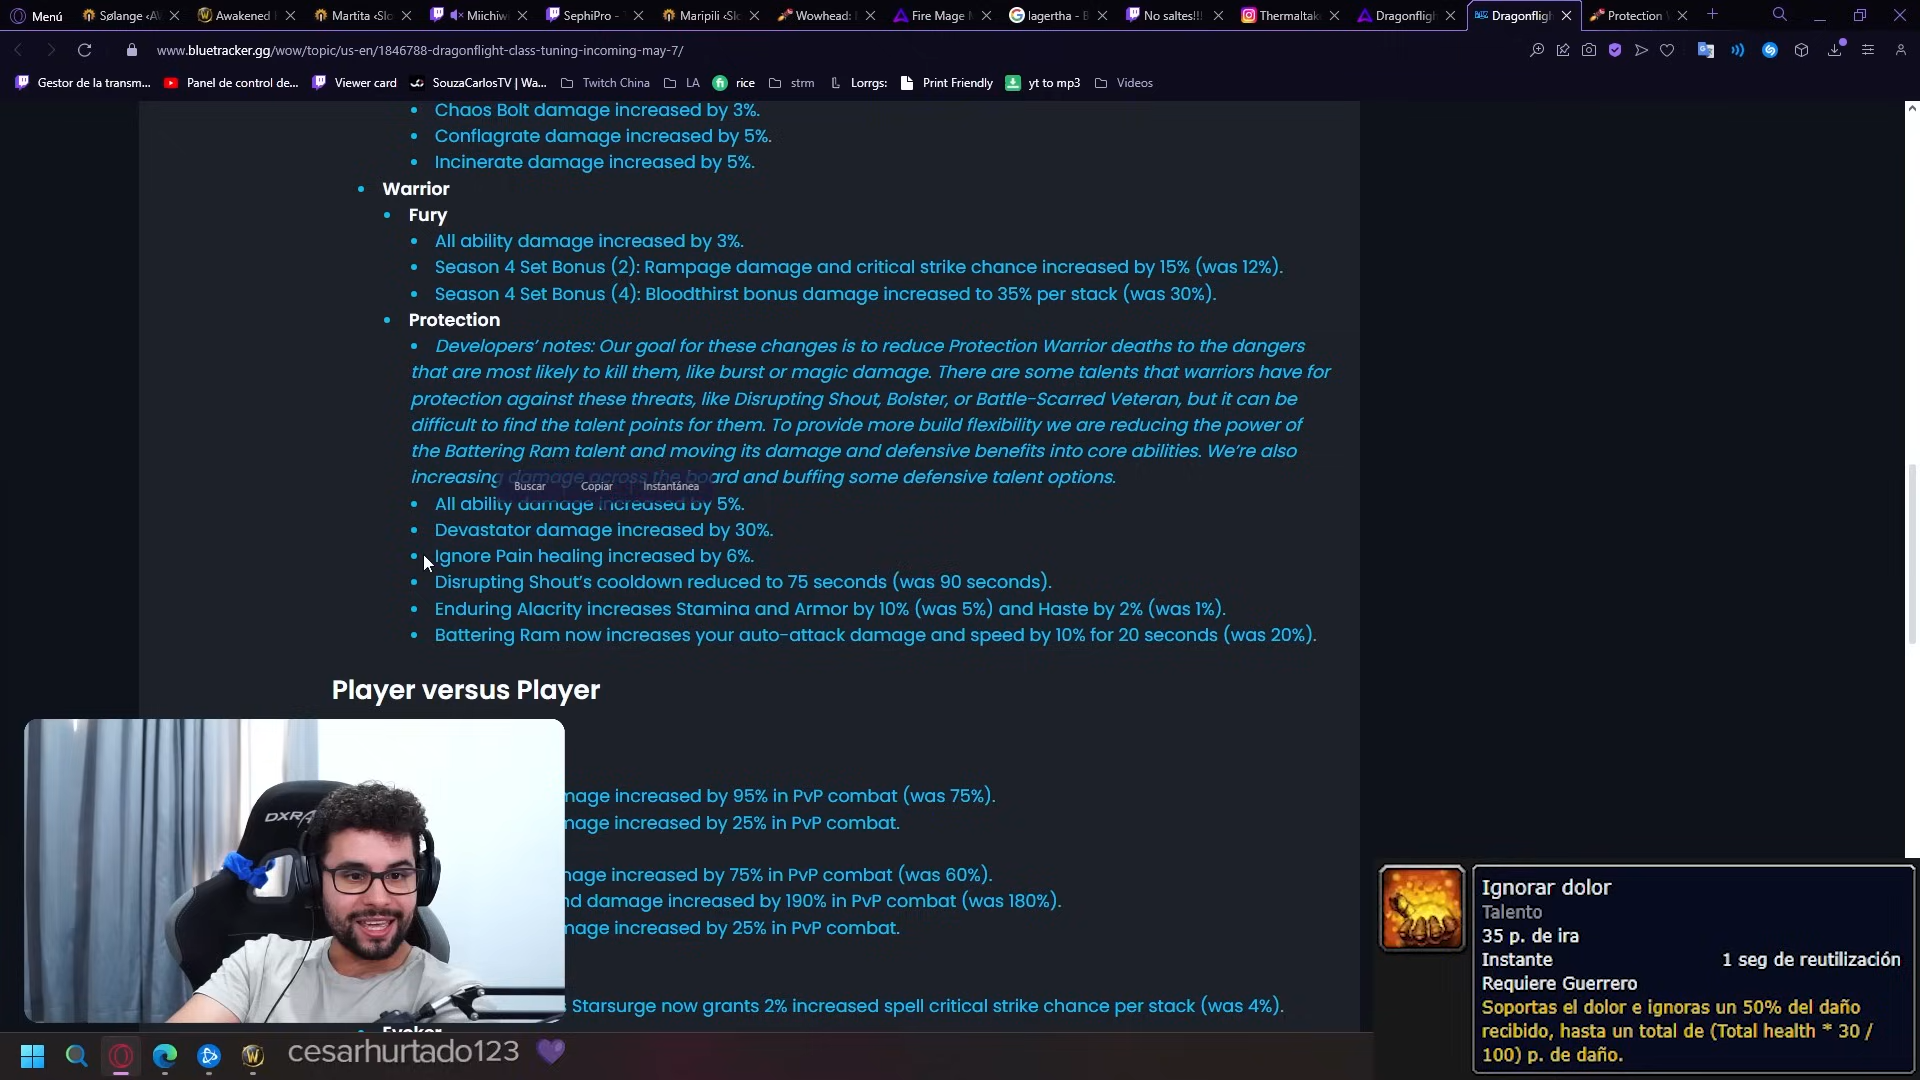 Menú
Sølange ‹A\
Awakened
Martita ‹Slo
Miichiwi
SephiPro -
Maripili ‹Sl
Wowhead:
Fire Mage
lagertha - B
No saltes!!!
Thermaltak
Dragonflig
Dragonfligh
Protection
www.bluetracker.gg/wow/topic/us-en/1846788-dragonflight-class-tuning-incoming-may-7/
Gestor de la transm...
Panel de control de...
Viewer card
SouzaCarlosTV | Wa...
Twitch China
LA
rice
strm
Lorrgs:
Print Friendly
yt to mp3
Videos
Chaos Bolt damage increased by 3%.
Conflagrate damage increased by 5%.
Incinerate damage increased by 5%.
Warrior
Fury
All ability damage increased by 3%.
Season 4 Set Bonus (2): Rampage damage and critical strike chance increased by 15% (was 12%).
Season 4 Set Bonus (4): Bloodthirst bonus damage increased to 35% per stack (was 30%).
Protection
Developers’ notes: Our goal for these changes is to reduce Protection Warrior deaths to the dangers
that are most likely to kill them, like burst or magic damage. There are some talents that warriors have for
protection against these threats, like Disrupting Shout, Bolster, or Battle-Scarred Veteran, but it can be
difficult to find the talent points for them. To provide more build flexibility we are reducing the power of
the Battering Ram talent and moving its damage and defensive benefits into core abilities. We’re also
increasing damage across the board and buffing some defensive talent options.
Buscar
Copiar
Instantánea
All ability damage increased by 5%.
Devastator damage increased by 30%.
Ignore Pain healing increased by 6%.
Disrupting Shout’s cooldown reduced to 75 seconds (was 90 seconds).
Enduring Alacrity increases Stamina and Armor by 10% (was 5%) and Haste by 2% (was 1%).
Battering Ram now increases your auto-attack damage and speed by 10% for 20 seconds (was 20%).
Player versus Player
mage increased by 95% in PvP combat (was 75%).
mage increased by 25% in PvP combat.
nage increased by 75% in PvP combat (was 60%).
nd damage increased by 190% in PvP combat (was 180%).
mage increased by 25% in PvP combat.
Starsurge now grants 2% increased spell critical strike chance per stack (was 4%).
Evoker
DXRA
cesarhurtado123
Ignorar dolor
Talento
35 p. de ira
Instante
1 seg de reutilización
Requiere Guerrero
Soportas el dolor e ignoras un 50% del daño
recibido, hasta un total de (Total health * 30 /
100) p. de daño.